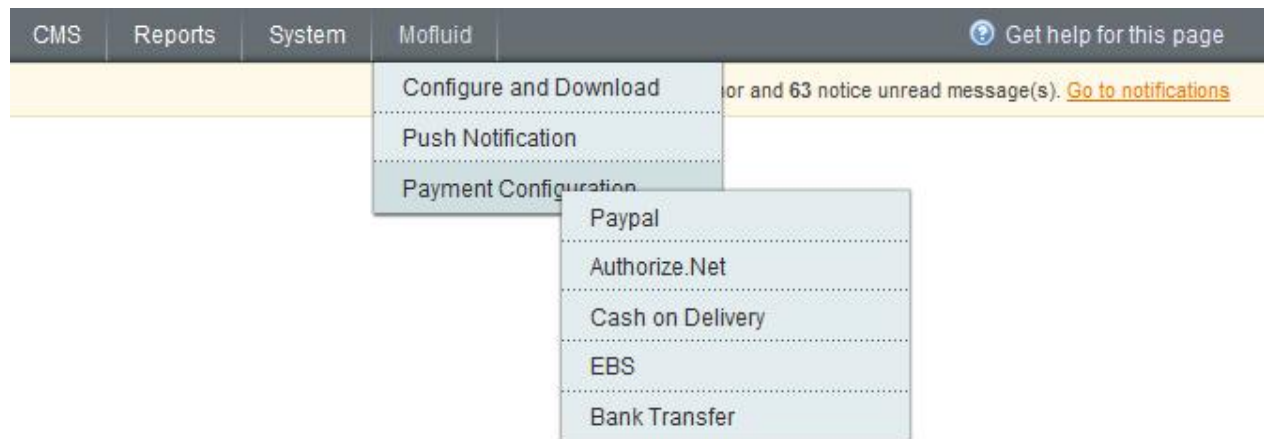 CMS Reports System Mofluid Get help for this page
Configure and Download or and 63 notice unread message(s). Go to notifications
Push Notification
Payment Configuration
Paypal
Authorize.Net
Cash on Delivery
EBS
Bank Transfer